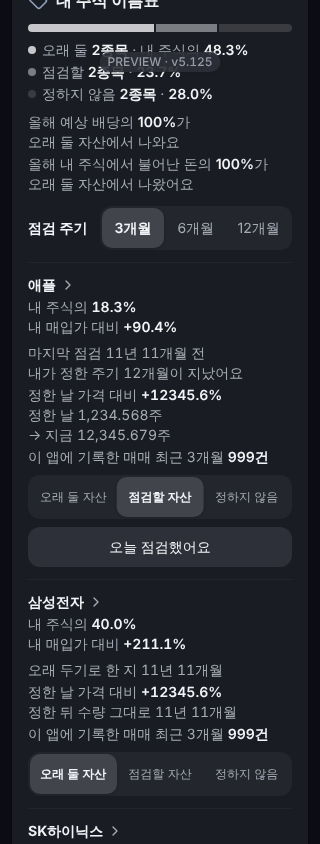 내 주식 이름표
오래 둘 2종목 · 내 주식의 48.3%
PREVIEW · v5.125
점검할 2종목 · 23.7%
정하지 않음 2종목 · 28.0%
올해 예상 배당의 100%가
오래 둘 자산에서 나와요
올해 내 주식에서 불어난 돈의 100%가
오래 둘 자산에서 나왔어요
점검 주기 3개월 6개월 12개월
애플 >
내 주식의 18.3%
내 매입가 대비 +90.4%
마지막 점검 11년 11개월 전
내가 정한 주기 12개월이 지났어요
정한 날 가격 대비 +12345.6%
정한 날 1,234.568주
→ 지금 12,345.679주
이 앱에 기록한 매매 최근 3개월 999건
오래 둘 자산 점검할 자산 정하지 않음
오늘 점검했어요
삼성전자 >
내 주식의 40.0%
내 매입가 대비 +211.1%
오래 두기로 한 지 11년 11개월
정한 날 가격 대비 +12345.6%
정한 뒤 수량 그대로 11년 11개월
이 앱에 기록한 매매 최근 3개월 999건
오래 둘 자산 점검할 자산 정하지 않음
SK하이닉스 >